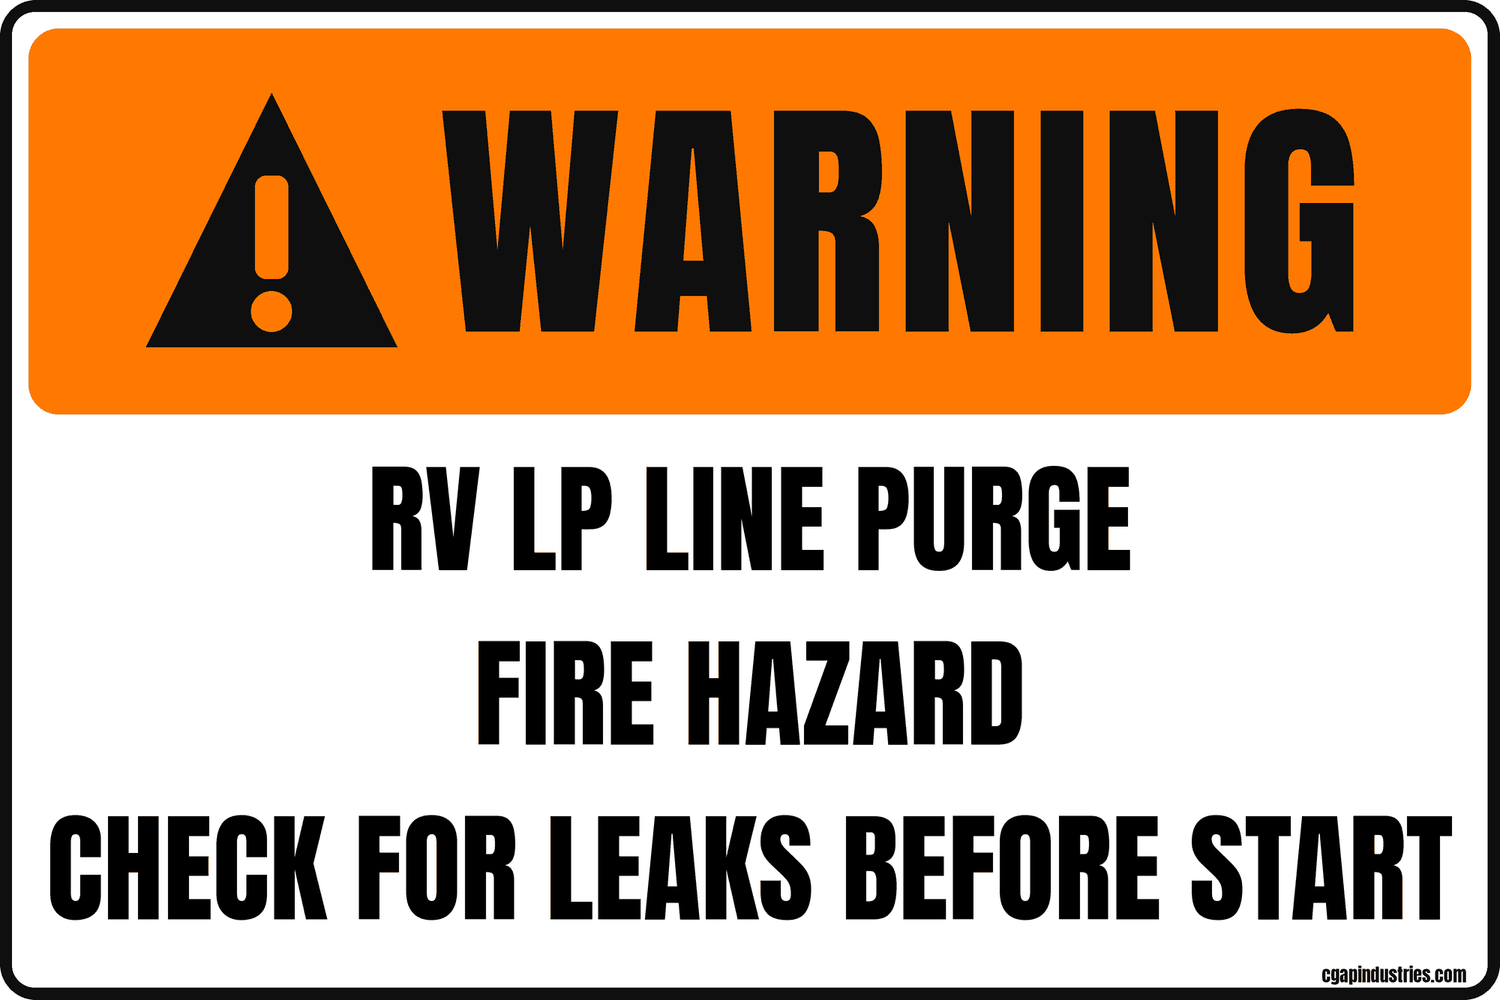 WARNING
RV LP LINE PURGE
FIRE HAZARD
CHECK FOR LEAKS BEFORE START
cgapindustries.com